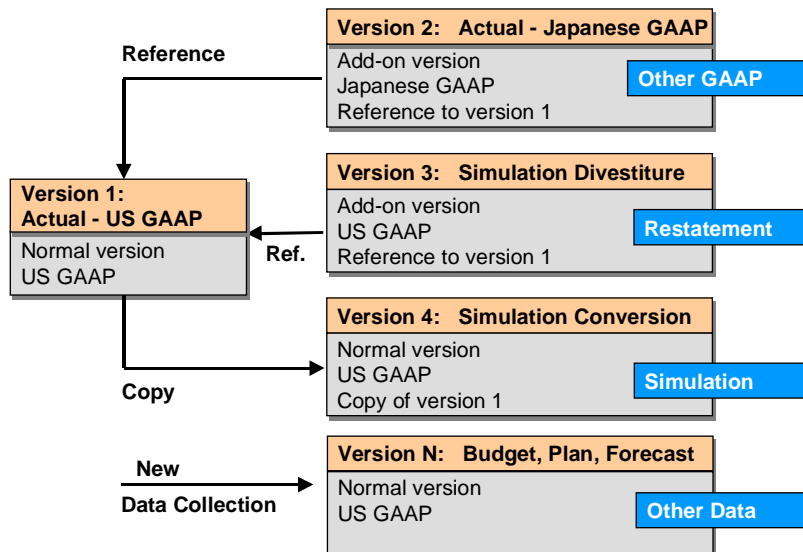 Version 2: Actual - Japanese GAAP
Reference
Add-on version
Japanese GAAP
Reference to version 1
Other GAAP
Version 1:
Actual - US GAAP
Normal version
US GAAP
Version 3: Simulation Divestiture
Add-on version
US GAAP
Reference to version 1
Restatement
Ref.
Version 4: Simulation Conversion
Normal version
US GAAP
Copy of version 1
Simulation
Copy
Version N: Budget, Plan, Forecast
New
Data Collection
Normal version
US GAAP
Other Data